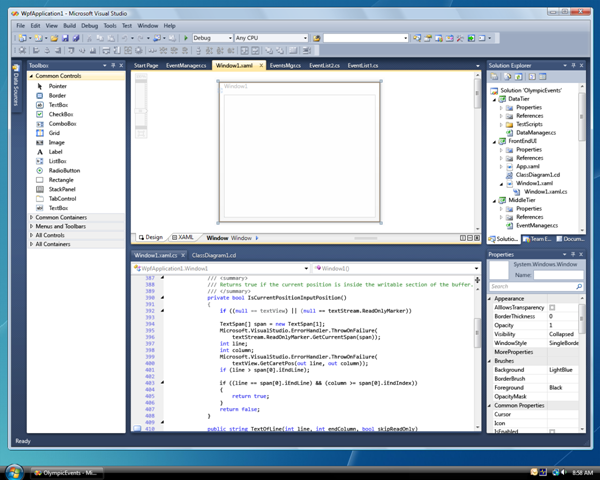 WpfApplication1 - Microsoft Visual Studio
File Edit View Build Debug Tools Test Window Help
Debug Any CPU
Data Sources
Toolbox
Common Controls
Pointer
Border
TextBox
CheckBox
ComboBox
Grid
Image
Label
ListBox
RadioButton
Rectangle
StackPanel
TabControl
TextBox
Common Containers
Menus and Toolbars
All Controls
All Containers
Start Page EventManager.cs Window1.xaml EventsMg.cs EventList2.cs EventList1.cs
Window1
Design XAML Window Window
Window1.xaml.cs ClassDiagram1.cd
WpfApplication1.Window1 Window1()
387 /// <summary>
388 /// Returns true if the current position is inside the writable section of the buffer.
389 /// </summary>
390 private bool IsCurrentPositionInputPosition()
391 {
392 if ((null == textView) || (null == textStream.ReadOnlyMarker))
394 TextSpan[] span = new TextSpan[1];
395 Microsoft.VisualStudio.ErrorHandler.ThrowOnFailure(
396 textStream.ReadOnlyMarker.GetCurrentSpan(span));
397 int line;
398 int column;
399 Microsoft.VisualStudio.ErrorHandler.ThrowOnFailure(
400 textView.GetCaretPos(out line, out column));
401 if (line > span[0].iEndLine)
403 if ((line == span[0].iEndLine) && (column >= span[0].iEndIndex))
404 {
405 return true;
406 }
407 return false;
408 }
409
410 public string TextOfLine(int line, int endColumn, bool skipReadOnly)
Solution Explorer
Solution 'OlympicEvents'
DataTier
Properties
References
TestScripts
DataManager.cs
FrontEndUI
Properties
References
App.xaml
ClassDiagram1.cd
Window1.xaml
Window1.xaml.cs
MiddleTier
Properties
References
EventManager.cs
Solutio... Team E... Docum...
Properties
System.Windows.Window
Name:
Search
Appearance
AllowsTransparency
BorderThickness 0
Opacity 1
Visibility Collapsed
WindowStyle SingleBorde
MoreProperties
Brushes
Background LightBlue
BorderBrush
Foreground Black
OpacityMask
Common Properties
Cursor
Icon
IsEnabled
Ready
OlympicEvents - Mi...
8:58 AM